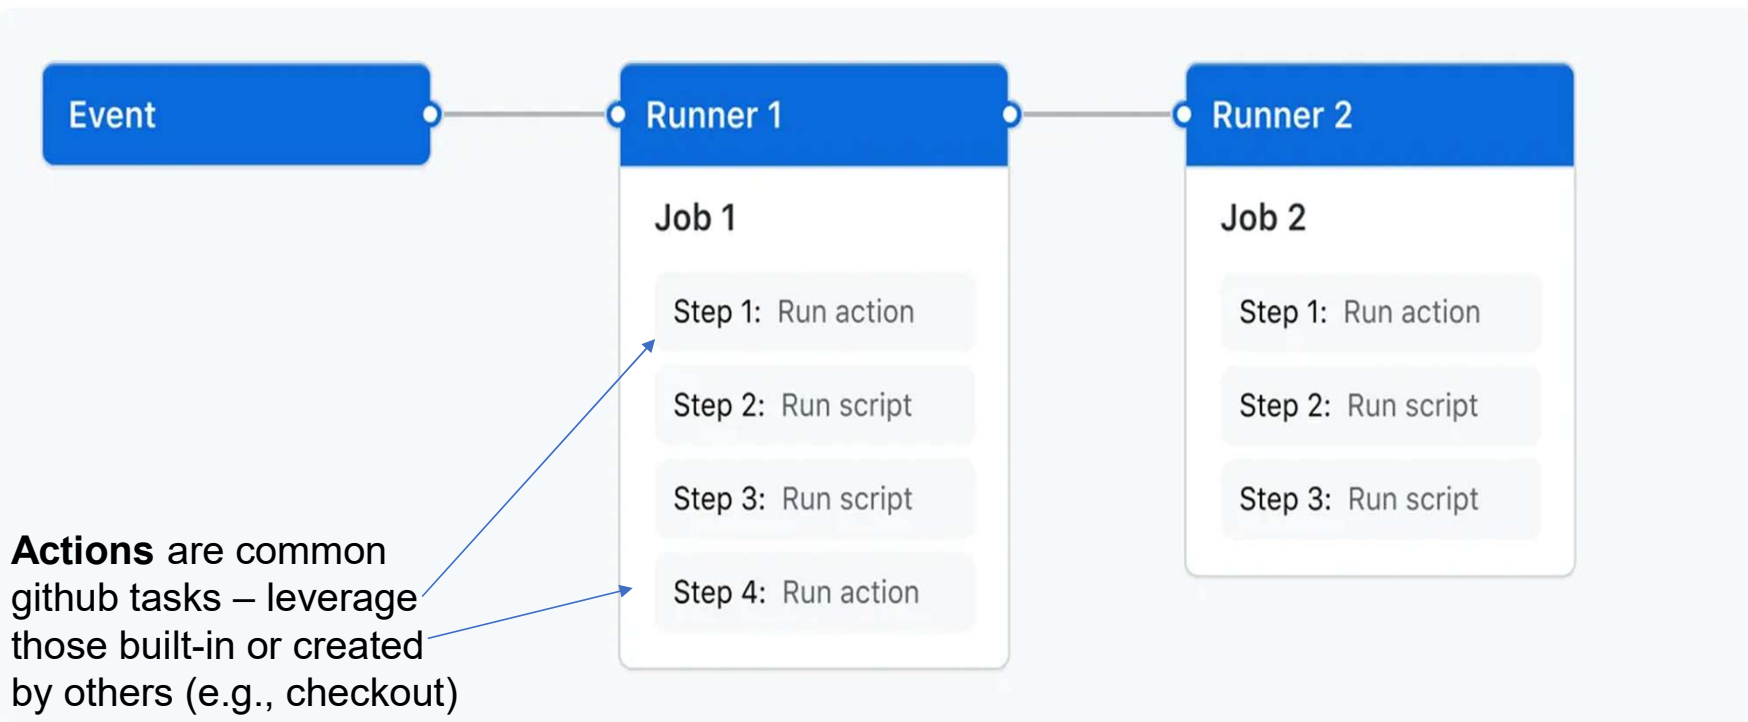 Event
Runner 1
Runner 2
Job 1
Step 1: Run action
Step 2: Run script
Step 3: Run script
Step 4: Run action
Job 2
Step 1: Run action
Step 2: Run script
Step 3: Run script
Actions are common
github tasks – leverage
those built-in or created
by others (e.g., checkout)